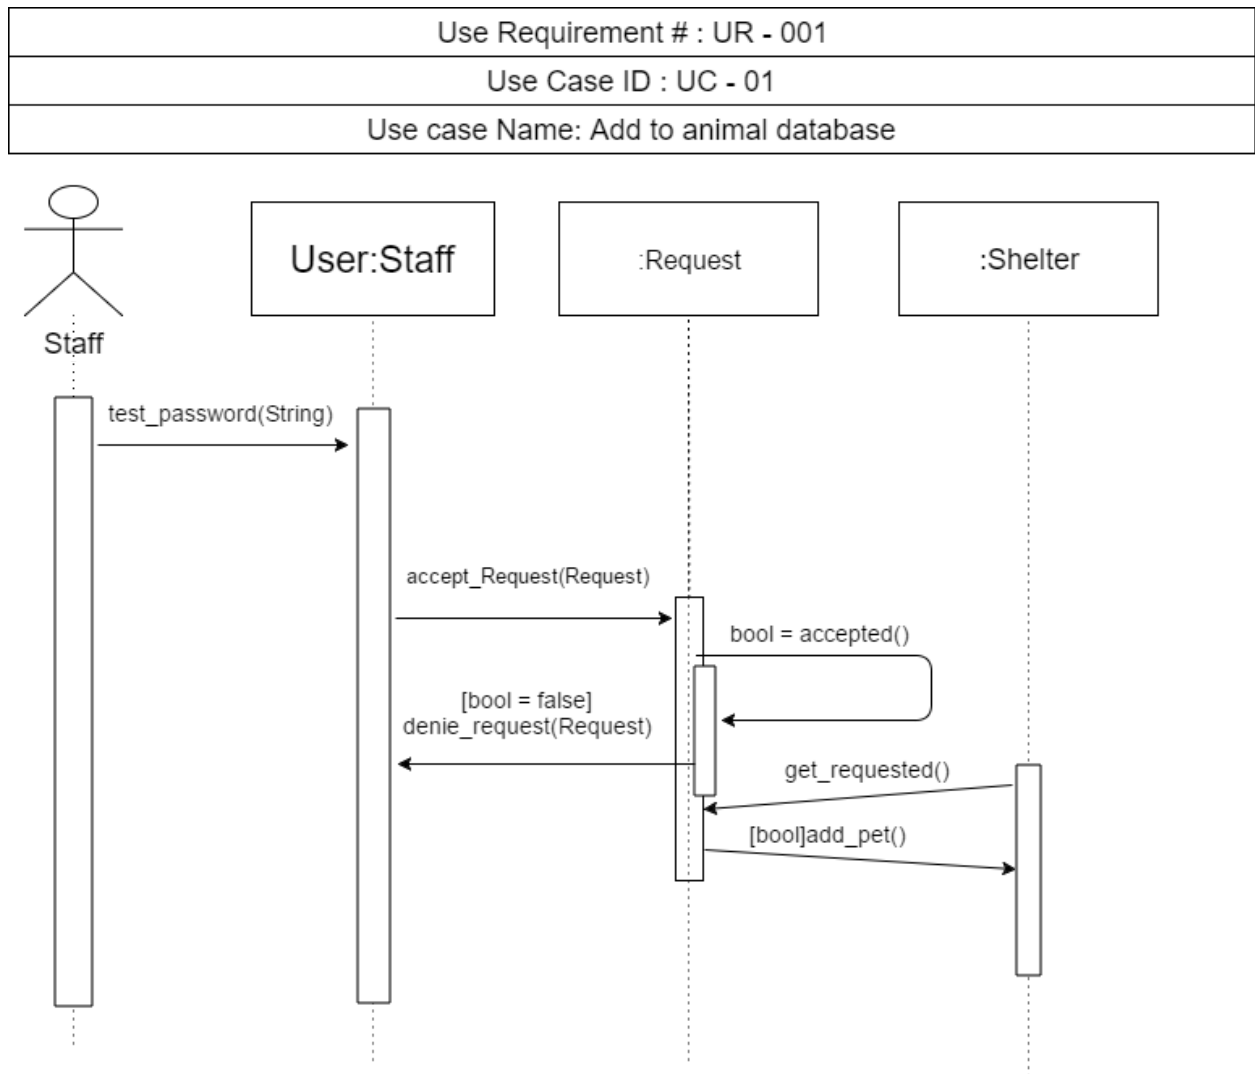 Use Requirement # : UR - 001
Use Case ID : UC - 01
Use case Name: Add to animal database
User:Staff
:Request
:Shelter
Staff
test_password(String)
accept_Request(Request)
bool = accepted()
[bool = false]
denie_request(Request)
get_requested()
[bool]add_pet()